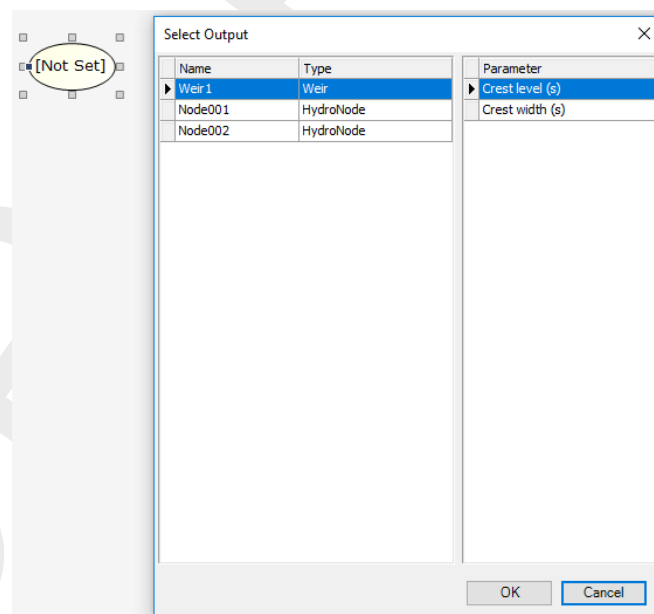 [Not Set]
Select Output
Name Type
Weir1 Weir
Node001 HydroNode
Node002 HydroNode
Parameter
Crest level (s)
Crest width (s)
OK Cancel